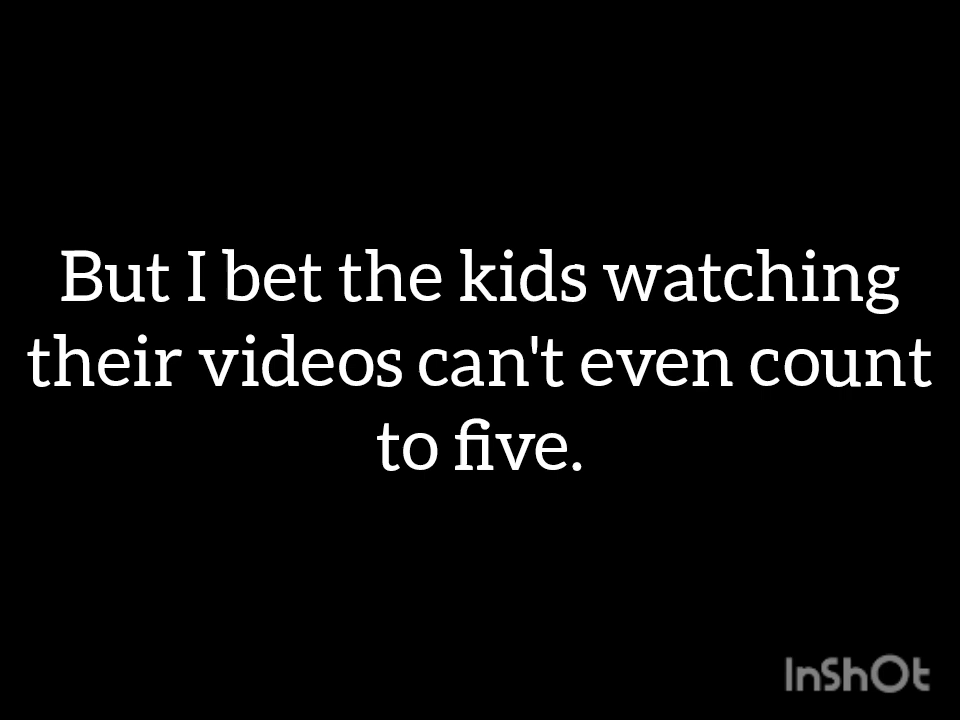 But I bet the kids watching
their videos can't even count
to five.
InShOt